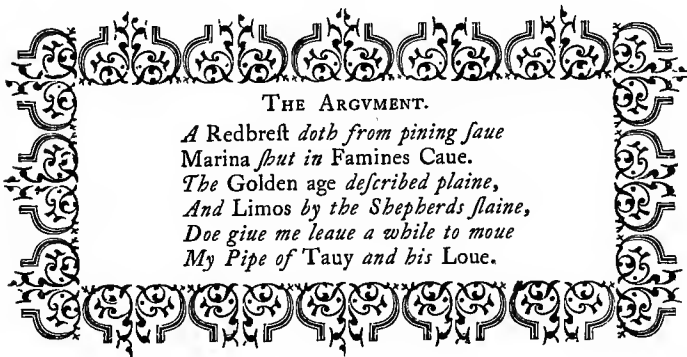 THE ARGVMENT.
A Redbreſt doth from pining ſaue
Marina ſhut in Famines Caue.
The Golden age deſcribed plaine,
And Limos by the Shepherds ſlaine,
Doe giue me leaue a while to moue
My Pipe of Tauy and his Loue.